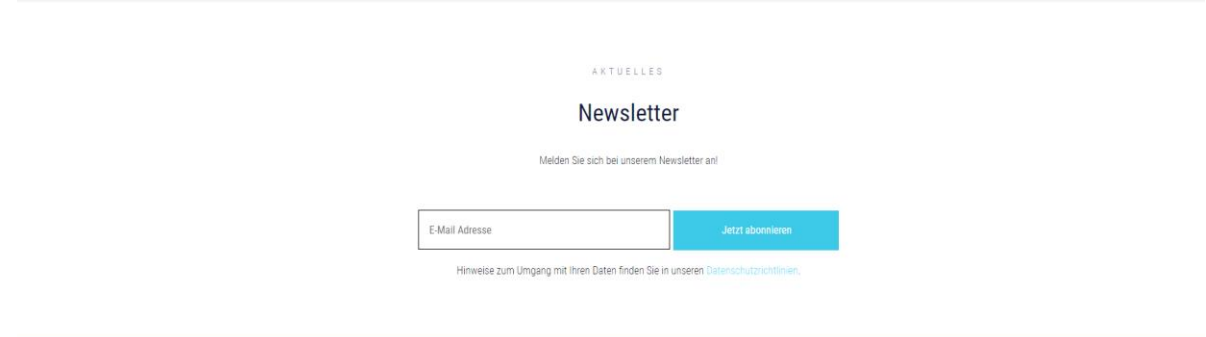 AKTUELLES
Newsletter
Melden Sie sich bei unserem Newsletter an!
E-Mail Adresse
Jetzt abonnieren
Hinweise zum Umgang mit Ihren Daten finden Sie in unseren Datenschutzrichtlinien.